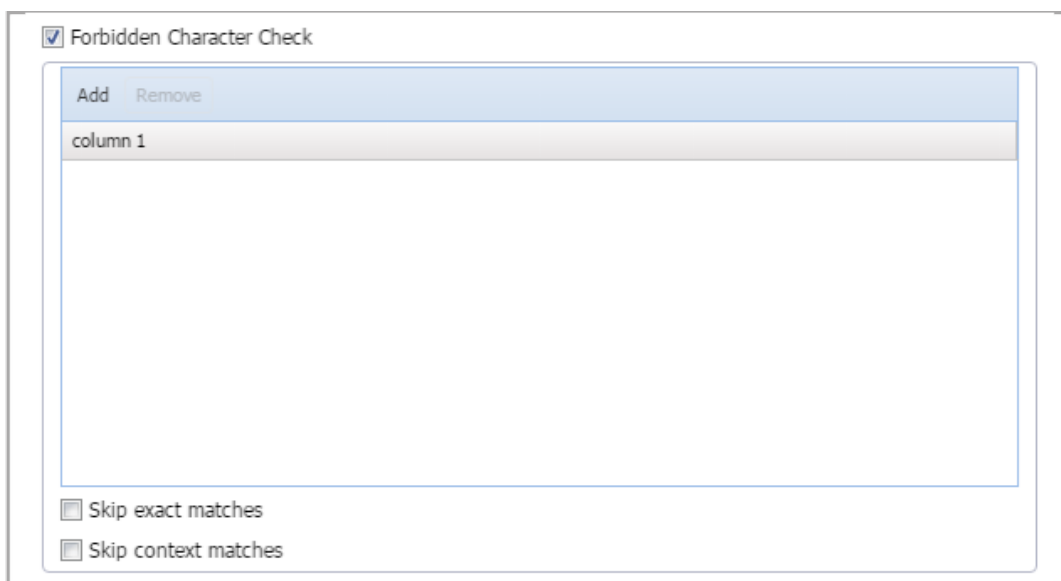 Forbidden Character Check
Add Remove
column 1
Skip exact matches
Skip context matches